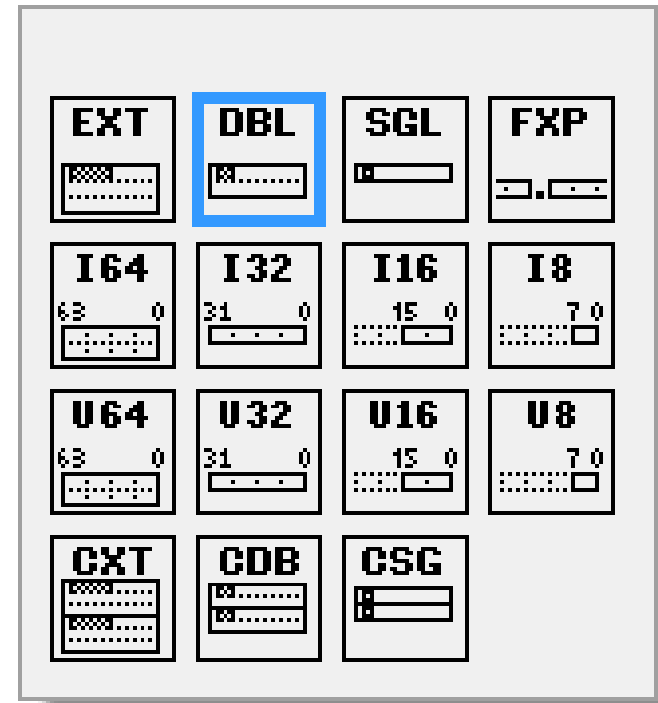 EXT DBL SGL FXP
I64 I32 I16 I8
63 0 31 0 15 0 7 0
U64 U32 U16 U8
63 0 31 0 15 0 7 0
CXT CDB CSG